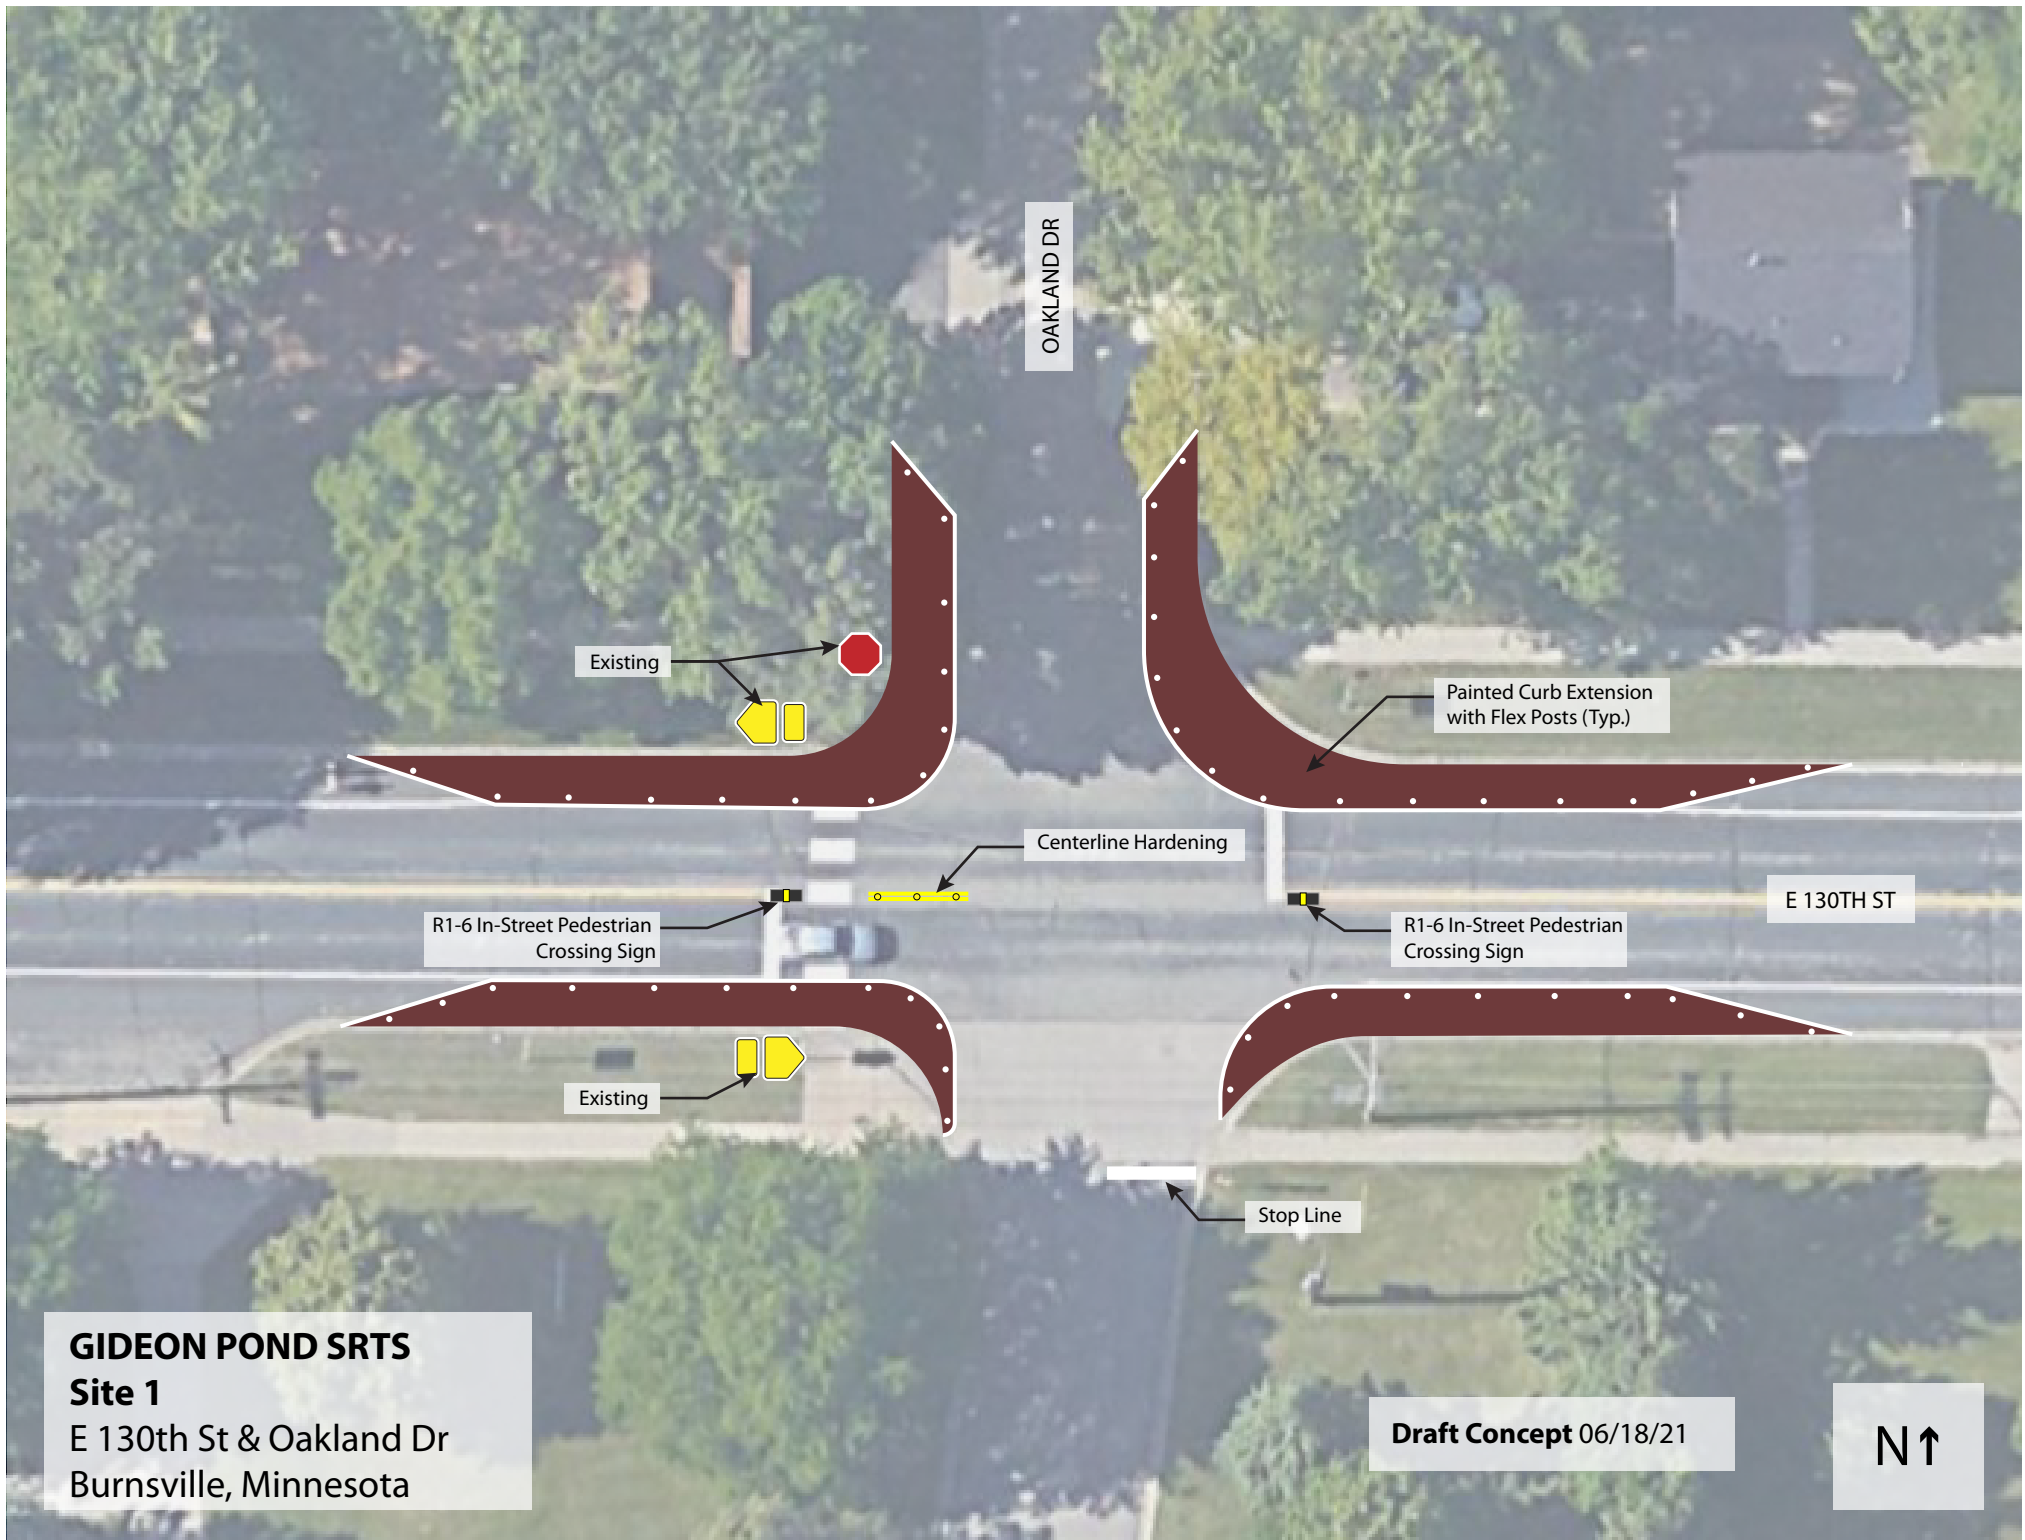 OAKLAND DR
Existing
Painted Curb Extension
with Flex Posts (Typ.)
Centerline Hardening
E 130TH ST
R1-6 In-Street Pedestrian
Crossing Sign
R1-6 In-Street Pedestrian
Crossing Sign
Existing
Stop Line
GIDEON POND SRTS
Site 1
E 130th St & Oakland Dr
Burnsville, Minnesota
Draft Concept 06/18/21
N↑